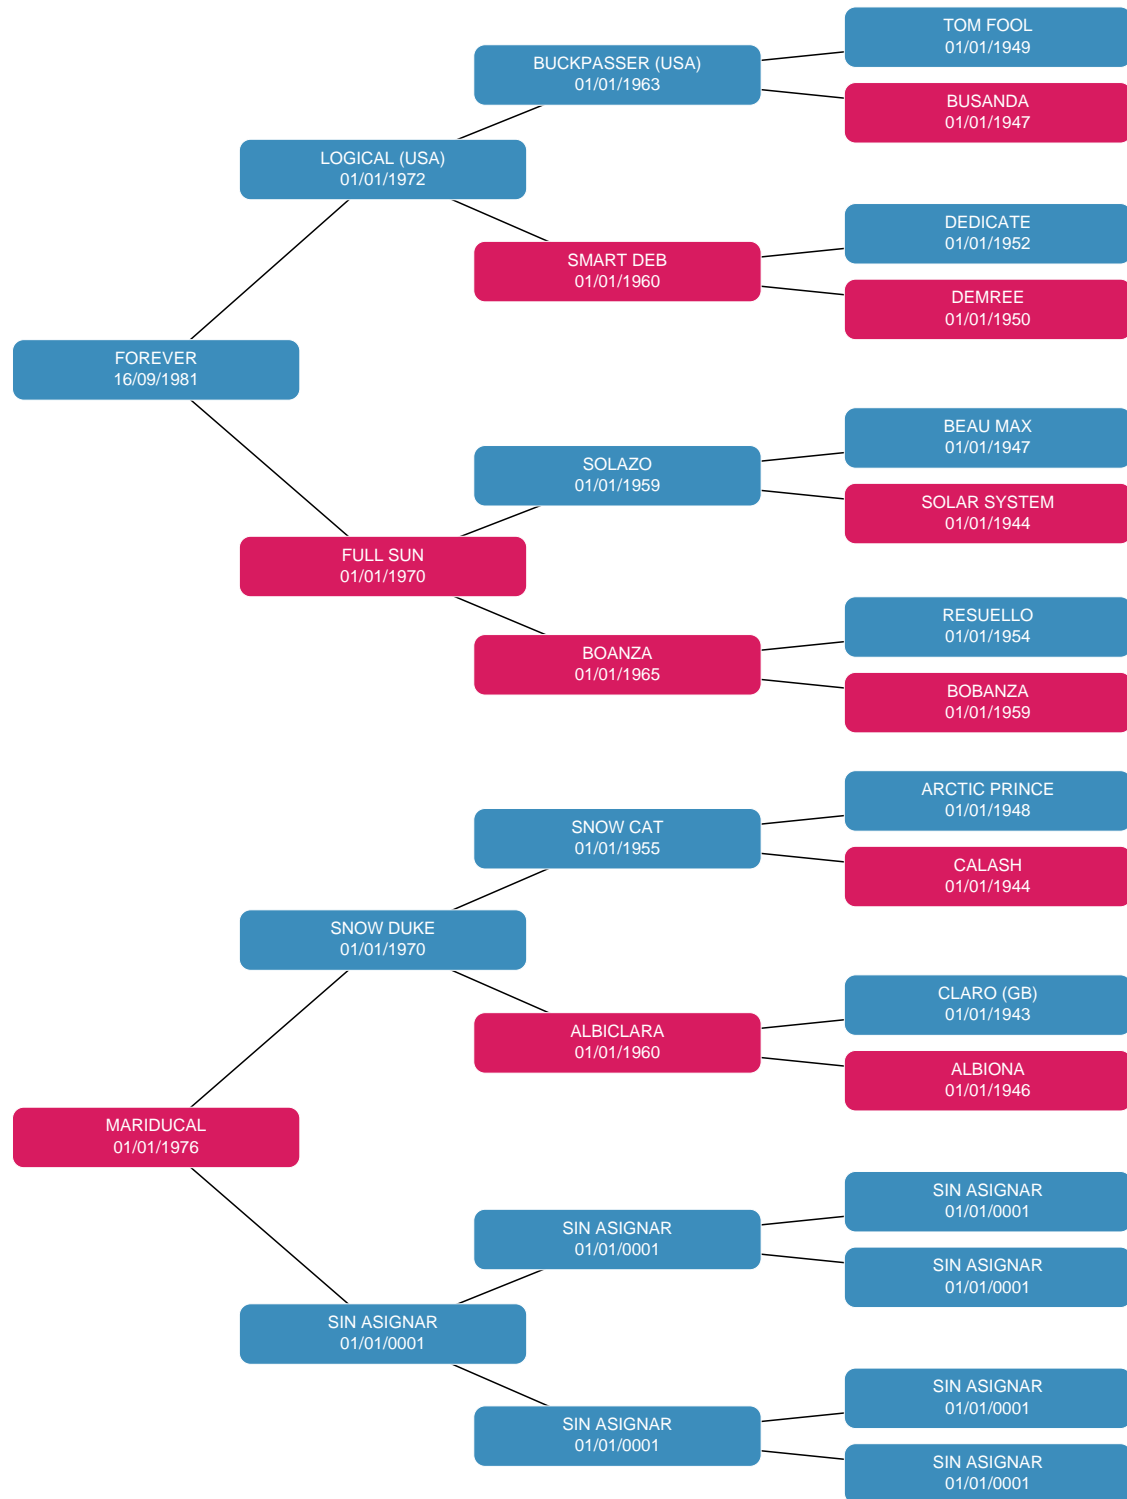 TOM FOOL
01/01/1949
BUCKPASSER (USA)
01/01/1963
BUSANDA
01/01/1947
LOGICAL (USA)
01/01/1972
DEDICATE
01/01/1952
SMART DEB
01/01/1960
DEMREE
01/01/1950
FOREVER
16/09/1981
BEAU MAX
01/01/1947
SOLAZO
01/01/1959
SOLAR SYSTEM
01/01/1944
FULL SUN
01/01/1970
RESUELLO
01/01/1954
BOANZA
01/01/1965
BOBANZA
01/01/1959
ARCTIC PRINCE
01/01/1948
SNOW CAT
01/01/1955
CALASH
01/01/1944
SNOW DUKE
01/01/1970
CLARO (GB)
01/01/1943
ALBICLARA
01/01/1960
ALBIONA
01/01/1946
MARIDUCAL
01/01/1976
SIN ASIGNAR
01/01/0001
SIN ASIGNAR
01/01/0001
SIN ASIGNAR
01/01/0001
SIN ASIGNAR
01/01/0001
SIN ASIGNAR
01/01/0001
SIN ASIGNAR
01/01/0001
SIN ASIGNAR
01/01/0001